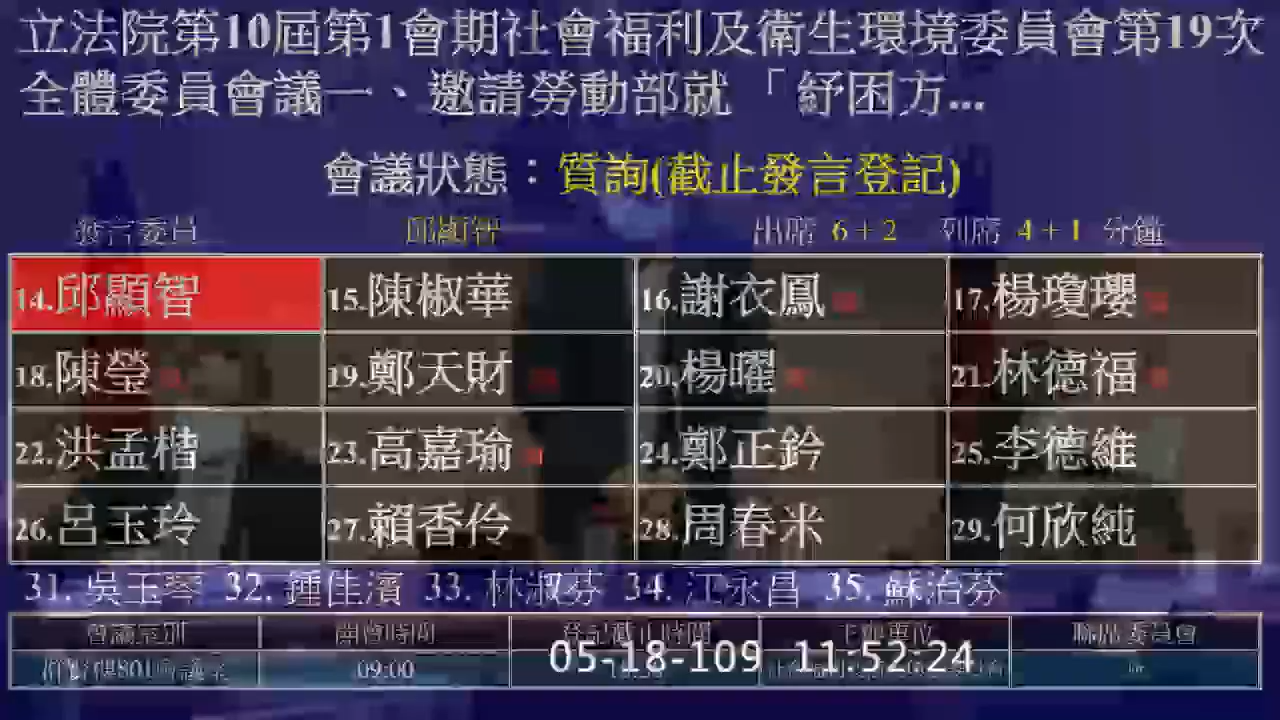 立法院第10屆第1會期社會福利及衛生環境委員會第19次
全體委員會議一、邀請勞動部就「紓困方...
會議狀態：質詢(截止發言登記)
發言委員 邱顯智 出席 6+2 列席 4+1 分鐘
14.邱顯智 15.陳椒華 16.謝衣鳳 17.楊瓊瓔
18.陳瑩 19.鄭天財 20.楊曜 21.林德福
22.洪孟楷 23.高嘉瑜 24.鄭正鈐 25.李德維
26.呂玉玲 27.賴香伶 28.周春米 29.何欣純
31. 吳玉琴 32. 鍾佳濱 33. 林淑芬 34. 江永昌 35. 蘇治芬
開會時間 登記截止時間 主辦單位 聯席委員會
09:00
05-18-109 11:52:24